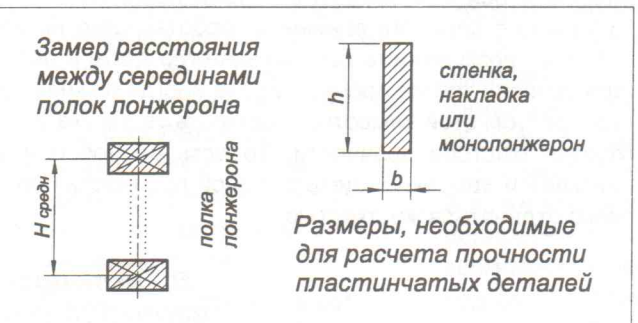 Замер расстояния
между серединами
полок лонжерона
H средн
полка
лонжерона
h
b
стенка,
накладка
или
монолонжерон
Размеры, необходимые
для расчета прочности
пластинчатых деталей